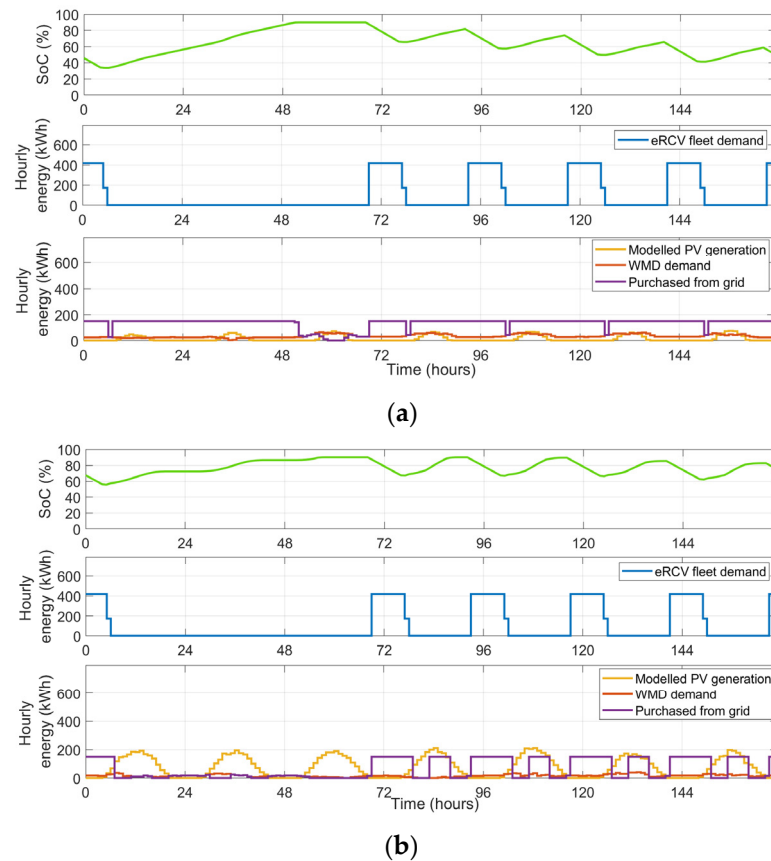 100
80
60
40
20
0
SoC (%)
0 24 48 72 96 120 144
600
400
200
0
Hourly
energy (kWh)
eRCV fleet demand
0 24 48 72 96 120 144
600
400
200
0
Hourly
energy (kWh)
Modelled PV generation
WMD demand
Purchased from grid
0 24 48 72 96 120 144
Time (hours)
(a)
100
80
60
40
20
0
SoC (%)
0 24 48 72 96 120 144
600
400
200
0
Hourly
energy (kWh)
eRCV fleet demand
0 24 48 72 96 120 144
600
400
200
0
Hourly
energy (kWh)
Modelled PV generation
WMD demand
Purchased from grid
0 24 48 72 96 120 144
Time (hours)
(b)